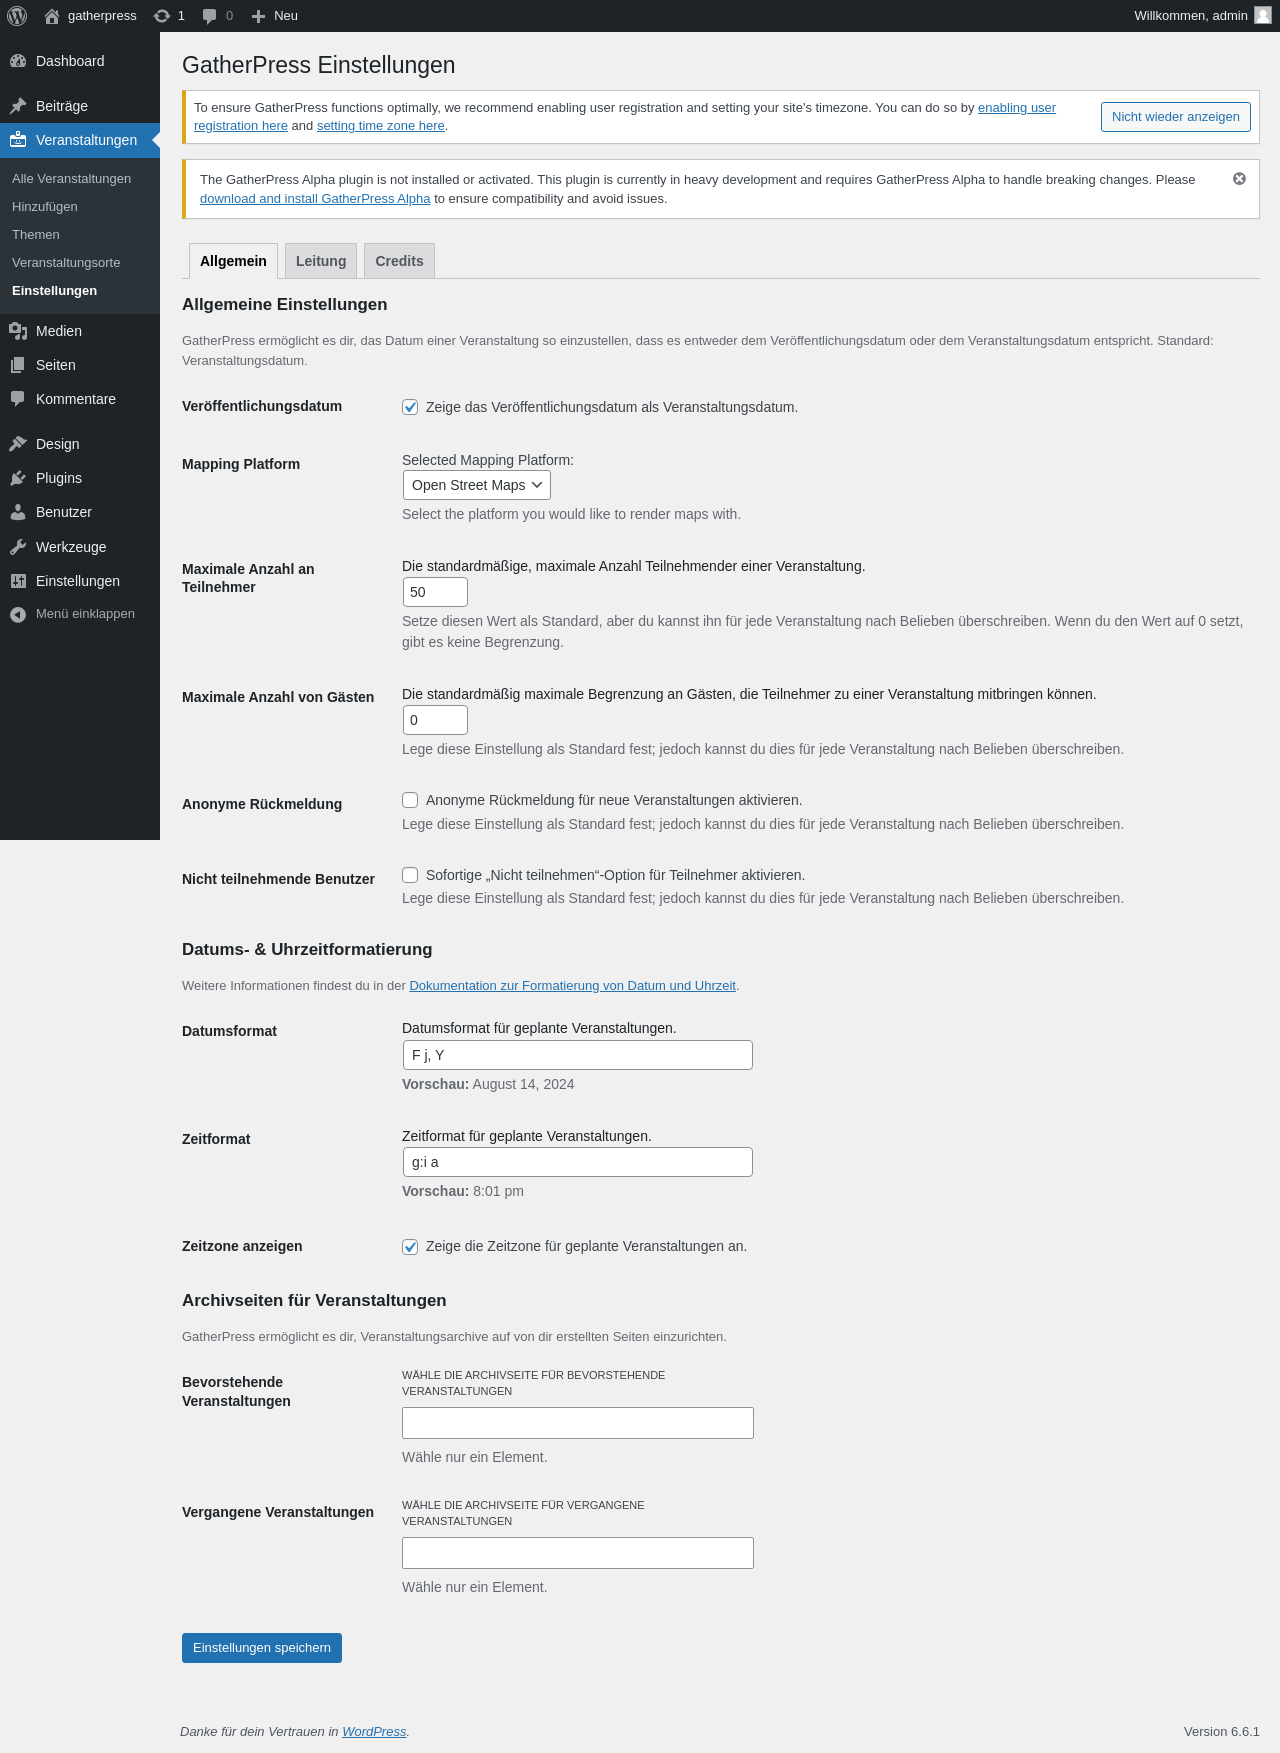 gatherpress 1 0 Neu Willkommen, admin
Dashboard
Beiträge
Veranstaltungen
Alle Veranstaltungen
Hinzufügen
Themen
Veranstaltungsorte
Einstellungen
Medien
Seiten
Kommentare
Design
Plugins
Benutzer
Werkzeuge
Einstellungen
Menü einklappen
GatherPress Einstellungen
To ensure GatherPress functions optimally, we recommend enabling user registration and setting your site's timezone. You can do so by enabling user
registration here and setting time zone here.
Nicht wieder anzeigen
The GatherPress Alpha plugin is not installed or activated. This plugin is currently in heavy development and requires GatherPress Alpha to handle breaking changes. Please
download and install GatherPress Alpha to ensure compatibility and avoid issues.
Allgemein Leitung Credits
Allgemeine Einstellungen
GatherPress ermöglicht es dir, das Datum einer Veranstaltung so einzustellen, dass es entweder dem Veröffentlichungsdatum oder dem Veranstaltungsdatum entspricht. Standard:
Veranstaltungsdatum.
Veröffentlichungsdatum
Zeige das Veröffentlichungsdatum als Veranstaltungsdatum.
Mapping Platform
Selected Mapping Platform:
Open Street Maps
Select the platform you would like to render maps with.
Maximale Anzahl an
Teilnehmer
Die standardmäßige, maximale Anzahl Teilnehmender einer Veranstaltung.
50
Setze diesen Wert als Standard, aber du kannst ihn für jede Veranstaltung nach Belieben überschreiben. Wenn du den Wert auf 0 setzt,
gibt es keine Begrenzung.
Maximale Anzahl von Gästen
Die standardmäßig maximale Begrenzung an Gästen, die Teilnehmer zu einer Veranstaltung mitbringen können.
0
Lege diese Einstellung als Standard fest; jedoch kannst du dies für jede Veranstaltung nach Belieben überschreiben.
Anonyme Rückmeldung
Anonyme Rückmeldung für neue Veranstaltungen aktivieren.
Lege diese Einstellung als Standard fest; jedoch kannst du dies für jede Veranstaltung nach Belieben überschreiben.
Nicht teilnehmende Benutzer
Sofortige „Nicht teilnehmen“-Option für Teilnehmer aktivieren.
Lege diese Einstellung als Standard fest; jedoch kannst du dies für jede Veranstaltung nach Belieben überschreiben.
Datums- & Uhrzeitformatierung
Weitere Informationen findest du in der Dokumentation zur Formatierung von Datum und Uhrzeit.
Datumsformat
Datumsformat für geplante Veranstaltungen.
F j, Y
Vorschau: August 14, 2024
Zeitformat
Zeitformat für geplante Veranstaltungen.
g:i a
Vorschau: 8:01 pm
Zeitzone anzeigen
Zeige die Zeitzone für geplante Veranstaltungen an.
Archivseiten für Veranstaltungen
GatherPress ermöglicht es dir, Veranstaltungsarchive auf von dir erstellten Seiten einzurichten.
Bevorstehende
Veranstaltungen
WÄHLE DIE ARCHIVSEITE FÜR BEVORSTEHENDE
VERANSTALTUNGEN
Wähle nur ein Element.
Vergangene Veranstaltungen
WÄHLE DIE ARCHIVSEITE FÜR VERGANGENE
VERANSTALTUNGEN
Wähle nur ein Element.
Einstellungen speichern
Danke für dein Vertrauen in WordPress.
Version 6.6.1